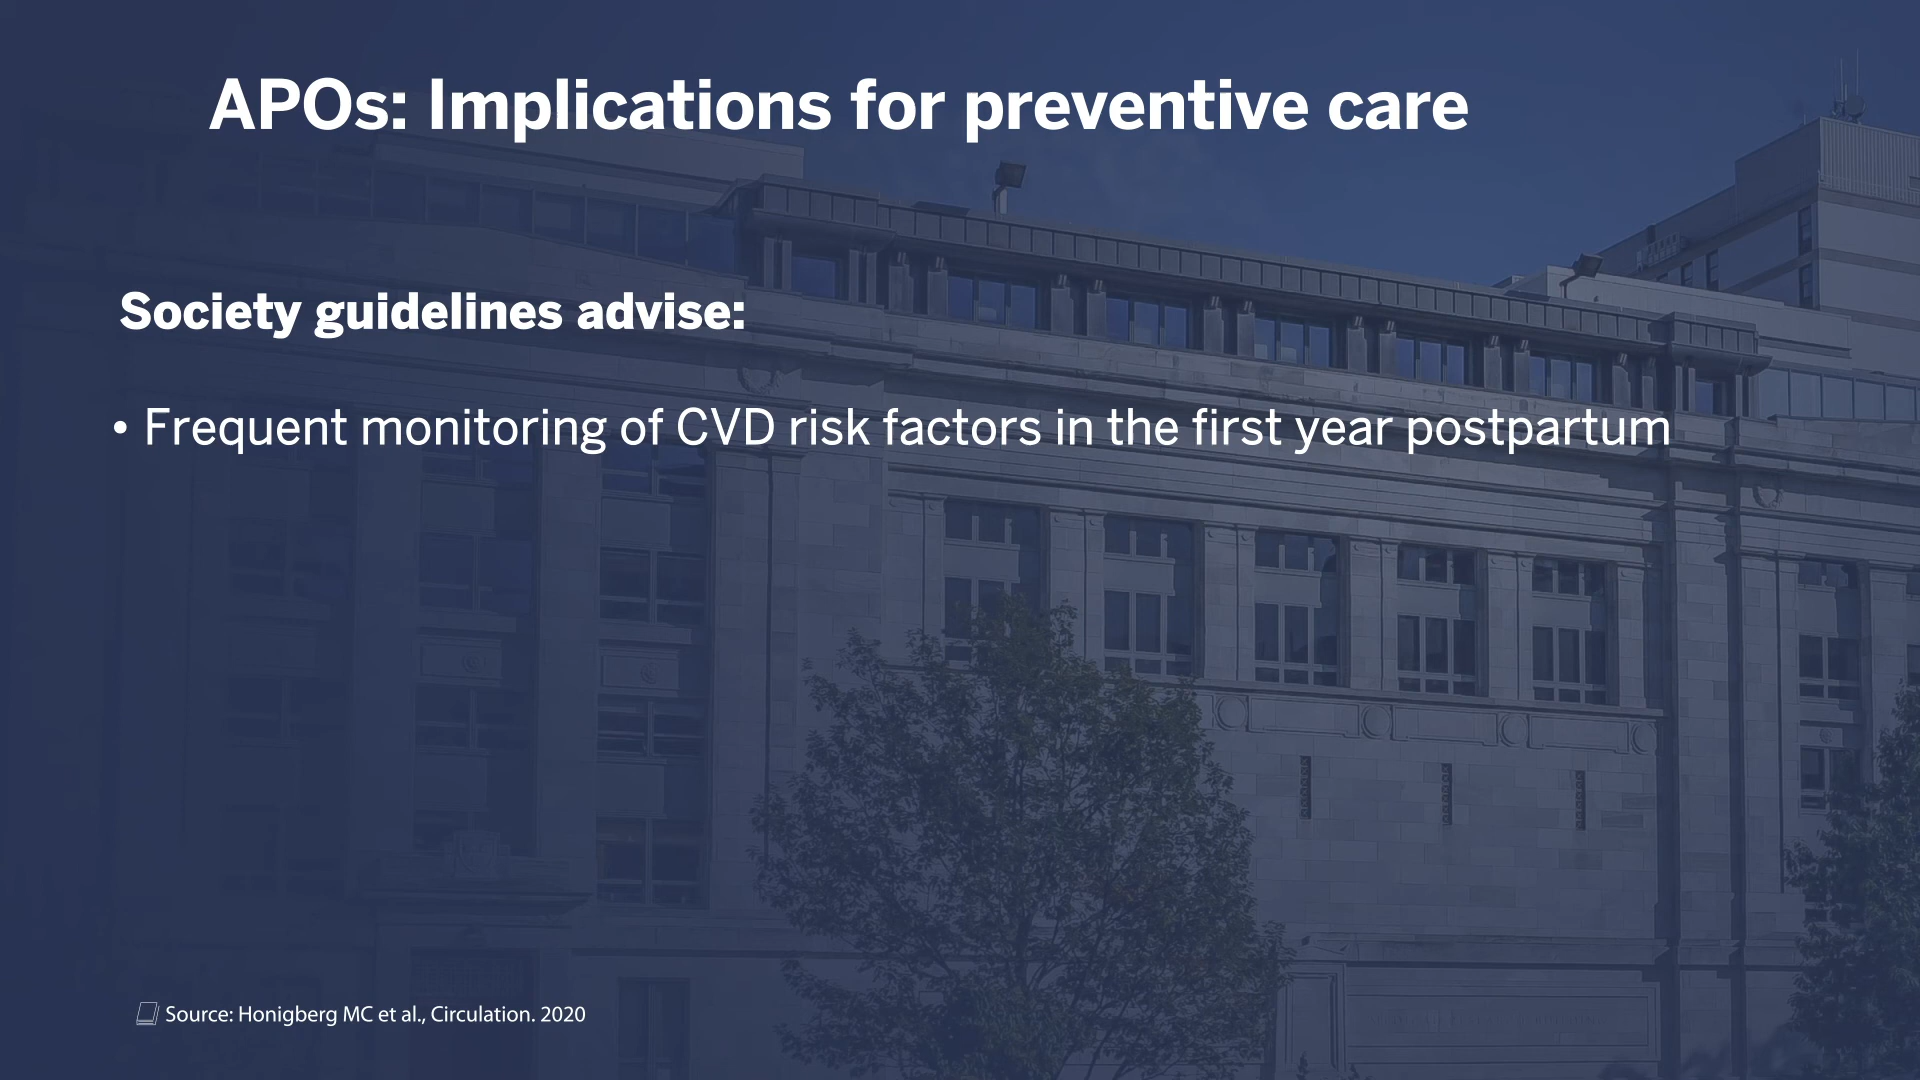 APOs: Implications for preventive care
Society guidelines advise:
• Frequent monitoring of CVD risk factors in the first year postpartum
Source: Honigberg MC et al., Circulation. 2020